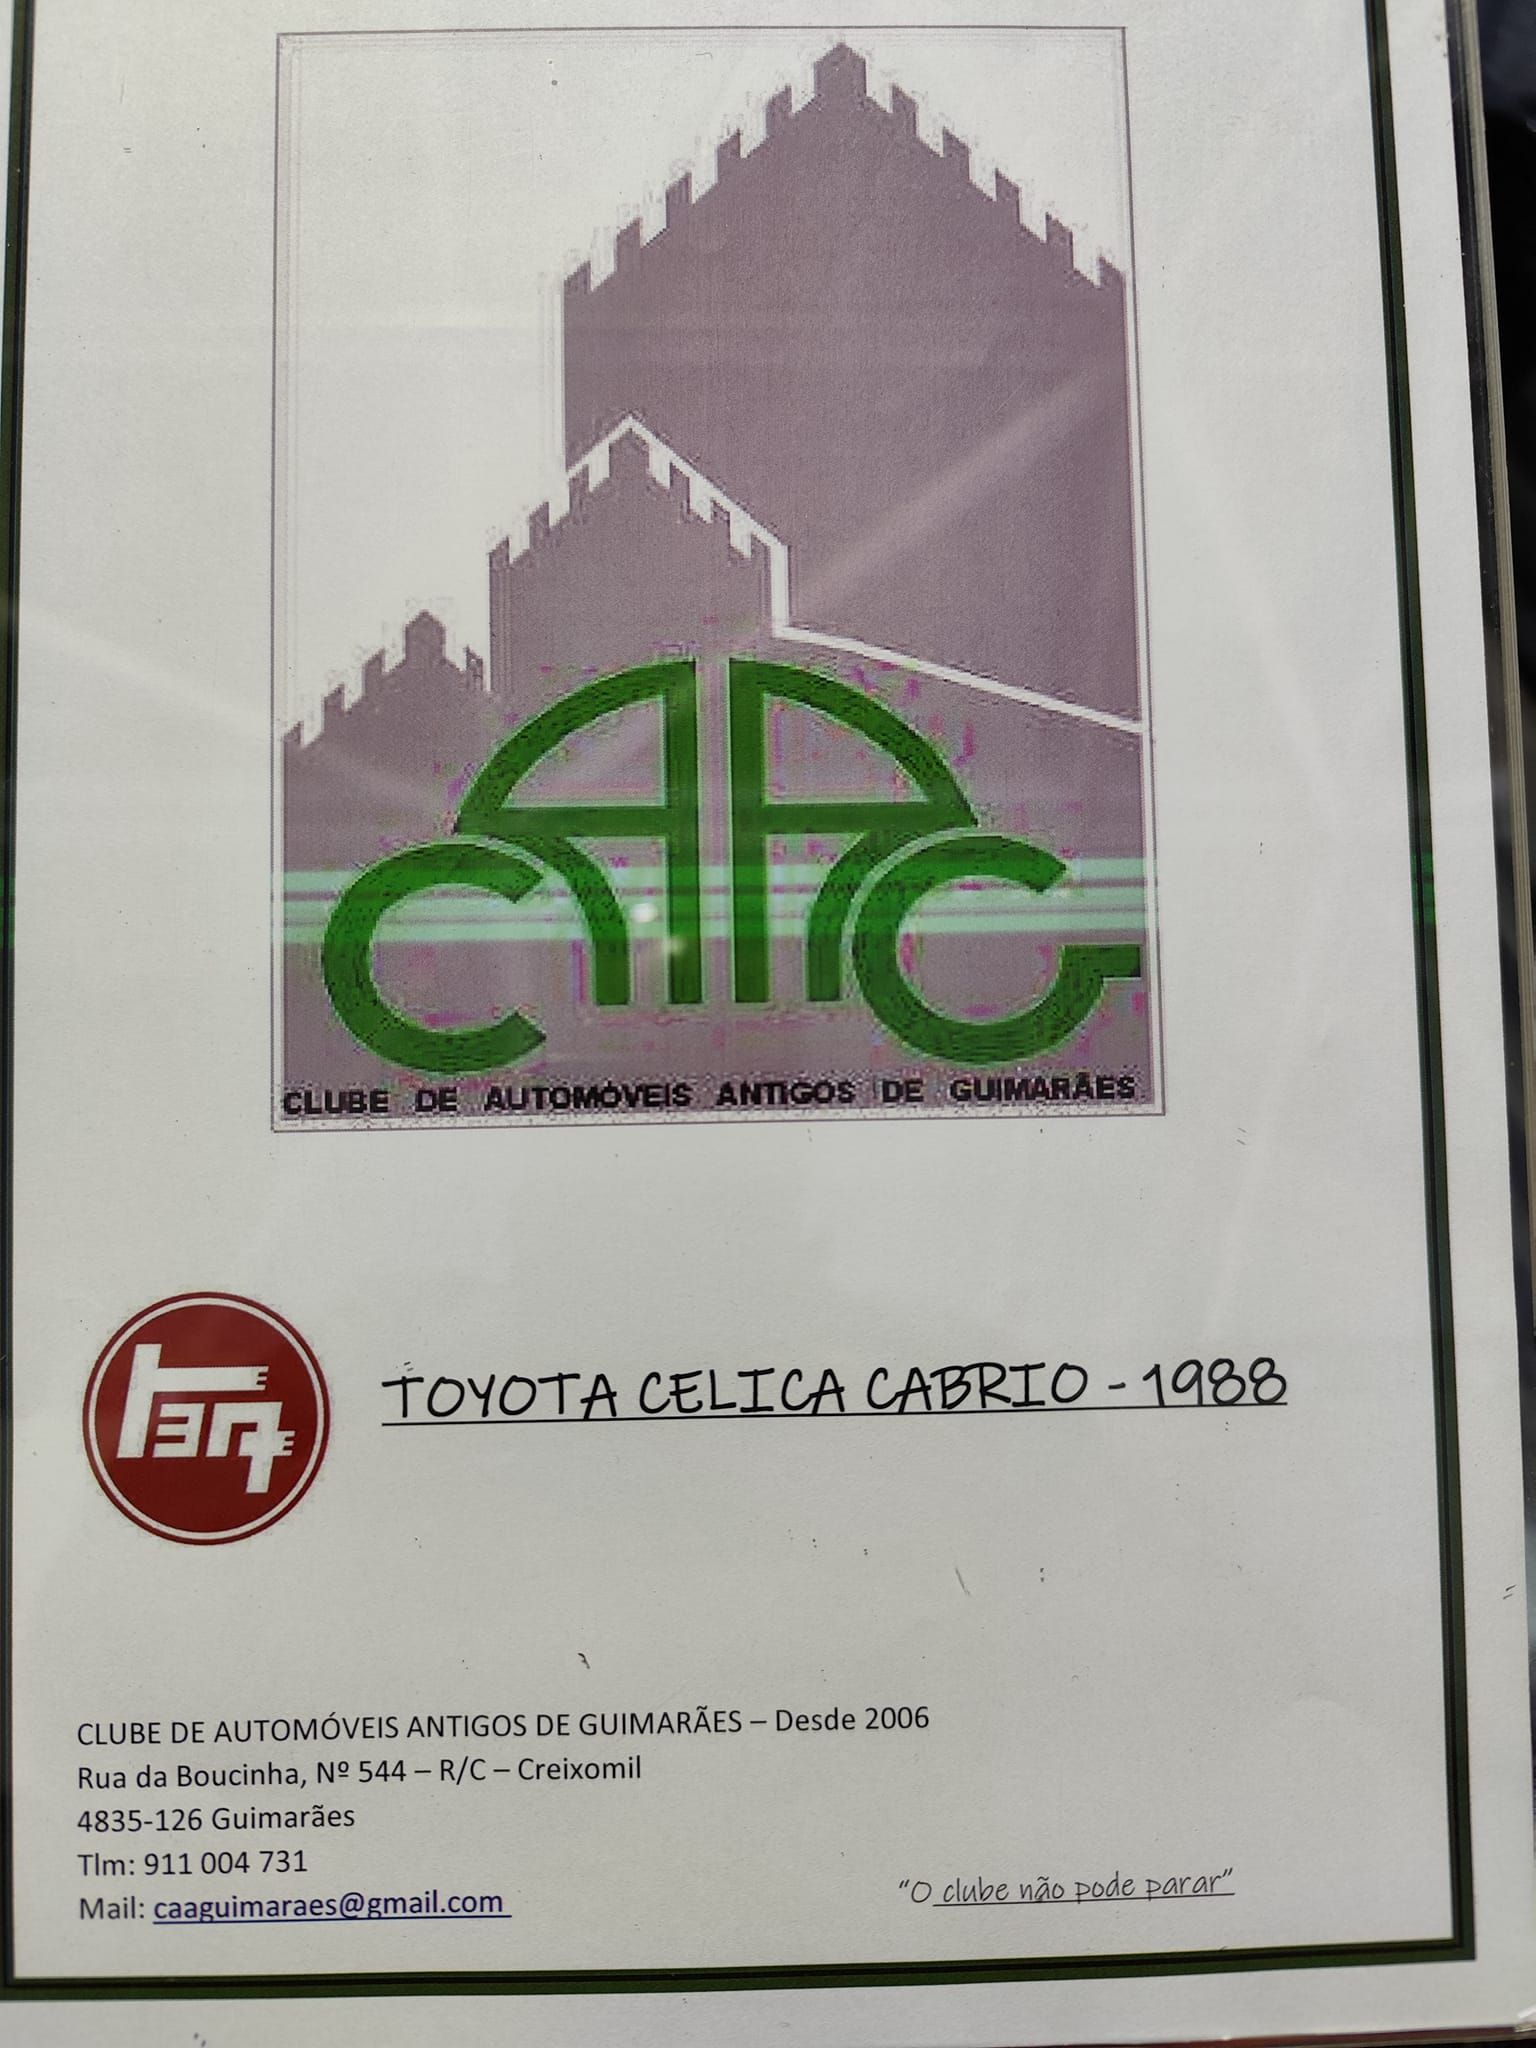 CAAG
CLUBE DE AUTOMÓVEIS ANTIGOS DE GUIMARÃES
TEQ
TOYOTA CELICA CABRIO - 1988
CLUBE DE AUTOMÓVEIS ANTIGOS DE GUIMARÃES – Desde 2006
Rua da Boucinha, Nº 544 – R/C – Creixomil
4835-126 Guimarães
Tlm: 911 004 731
Mail: caaguimaraes@gmail.com
“O clube não pode parar”